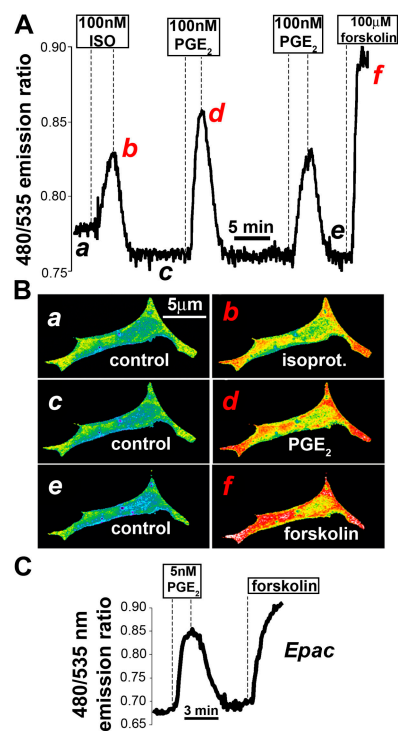 A
100nM
ISO
100nM
PGE2
100nM
PGE2
100µM
forskolin
480/535 emission ratio
0.90
0.85
0.80
0.75
a
b
c
d
e
f
5 min
B
a
control
5µm
b
isoprot.
c
control
d
PGE2
e
control
f
forskolin
C
5nM
PGE2
forskolin
480/535 nm
emission ratio
0.90
0.85
0.80
0.75
0.70
0.65
3 min
Epac